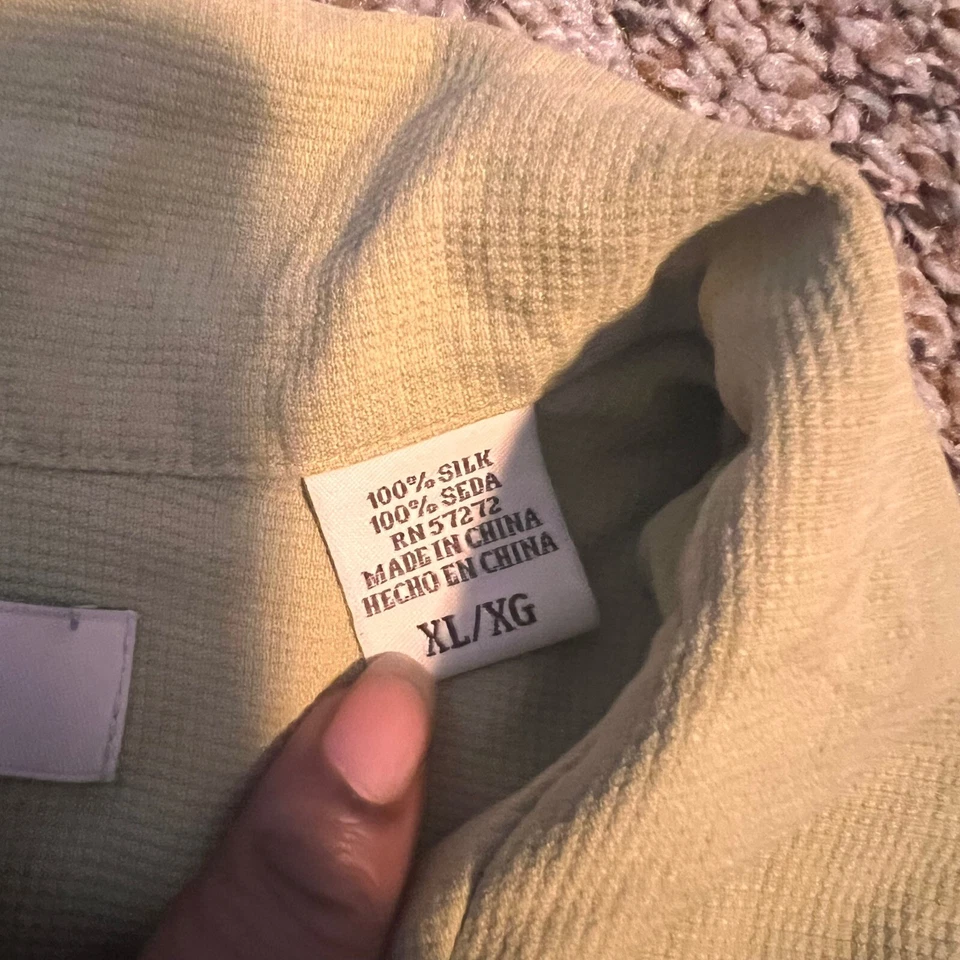 100% SILK
100% SEDA
RN 57272
MADE IN CHINA
HECHO EN CHINA
XL/XG